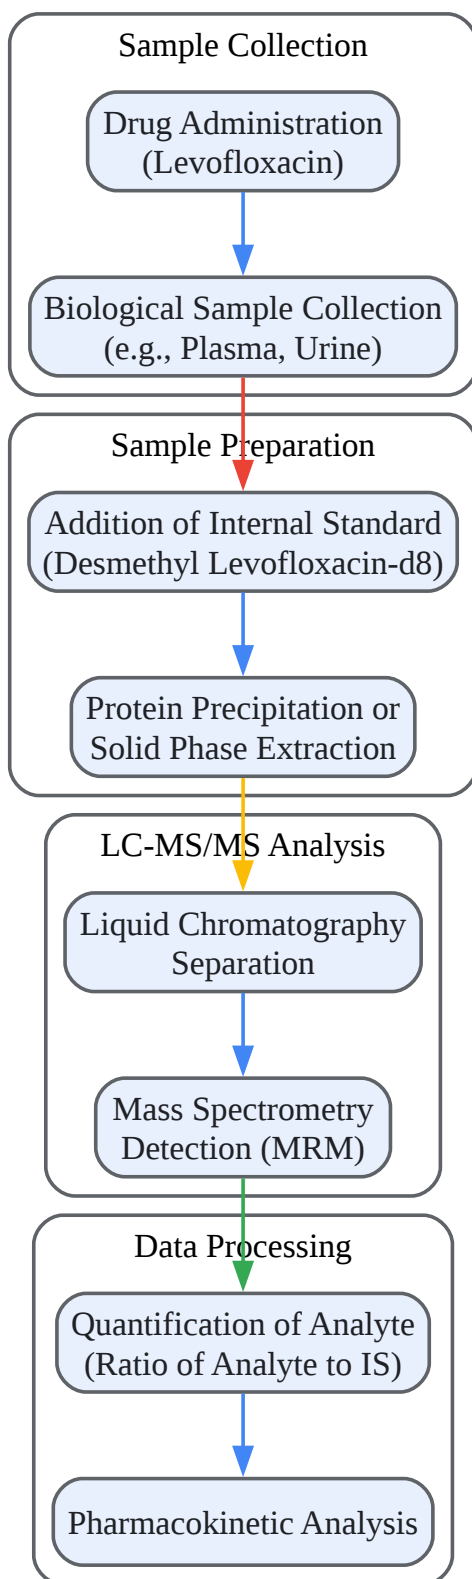 Sample Collection
Drug Administration
(Levofloxacin)
Biological Sample Collection
(e.g., Plasma, Urine)
Sample Preparation
Addition of Internal Standard
(Desmethyl Levofloxacin-d8)
Protein Precipitation or
Solid Phase Extraction
LC-MS/MS Analysis
Liquid Chromatography
Separation
Mass Spectrometry
Detection (MRM)
Data Processing
Quantification of Analyte
(Ratio of Analyte to IS)
Pharmacokinetic Analysis